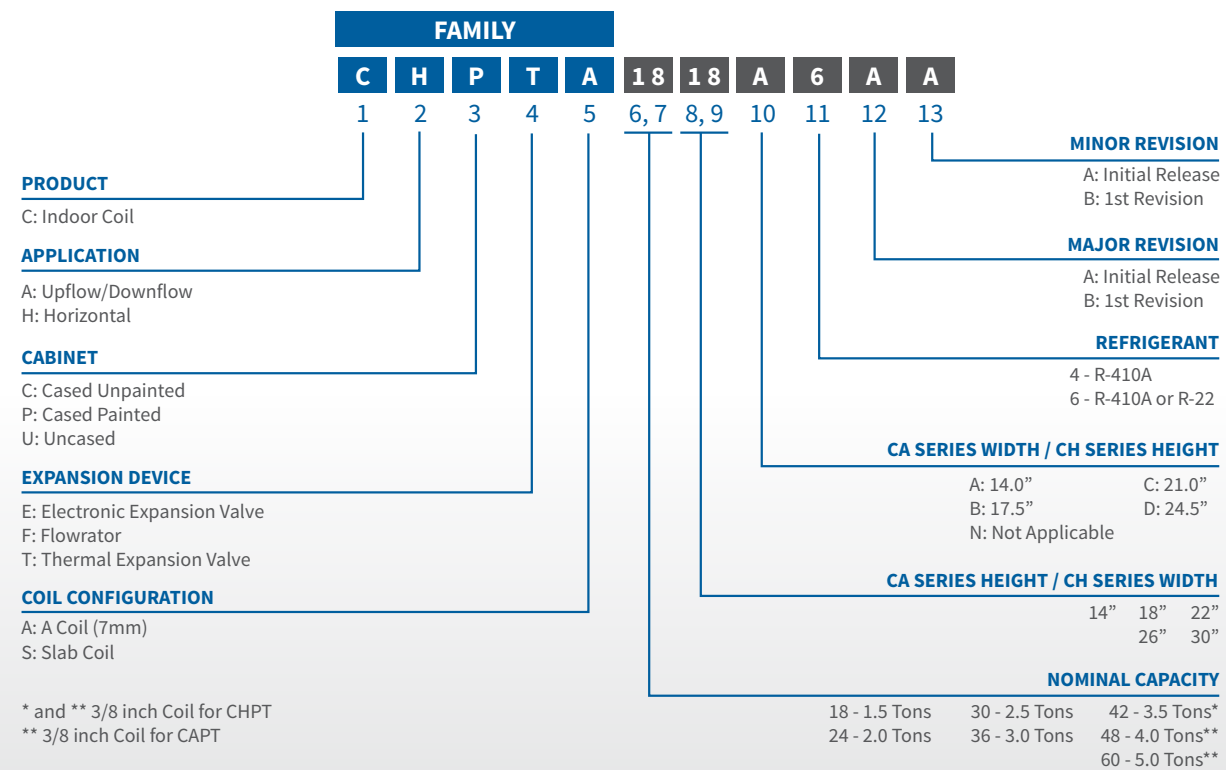 FAMILY
C H P T A 18 18 A 6 A A
1 2 3 4 5 6, 7 8, 9 10 11 12 13
PRODUCT
C: Indoor Coil
APPLICATION
A: Upflow/Downflow
H: Horizontal
CABINET
C: Cased Unpainted
P: Cased Painted
U: Uncased
EXPANSION DEVICE
E: Electronic Expansion Valve
F: Flowrator
T: Thermal Expansion Valve
COIL CONFIGURATION
A: A Coil (7mm)
S: Slab Coil
* and ** 3/8 inch Coil for CHPT
** 3/8 inch Coil for CAPT
MINOR REVISION
A: Initial Release
B: 1st Revision
MAJOR REVISION
A: Initial Release
B: 1st Revision
REFRIGERANT
4 - R-410A
6 - R-410A or R-22
CA SERIES WIDTH / CH SERIES HEIGHT
A: 14.0” C: 21.0”
B: 17.5” D: 24.5”
N: Not Applicable
CA SERIES HEIGHT / CH SERIES WIDTH
14” 18” 22”
26” 30”
NOMINAL CAPACITY
18 - 1.5 Tons 30 - 2.5 Tons 42 - 3.5 Tons*
24 - 2.0 Tons 36 - 3.0 Tons 48 - 4.0 Tons**
60 - 5.0 Tons**